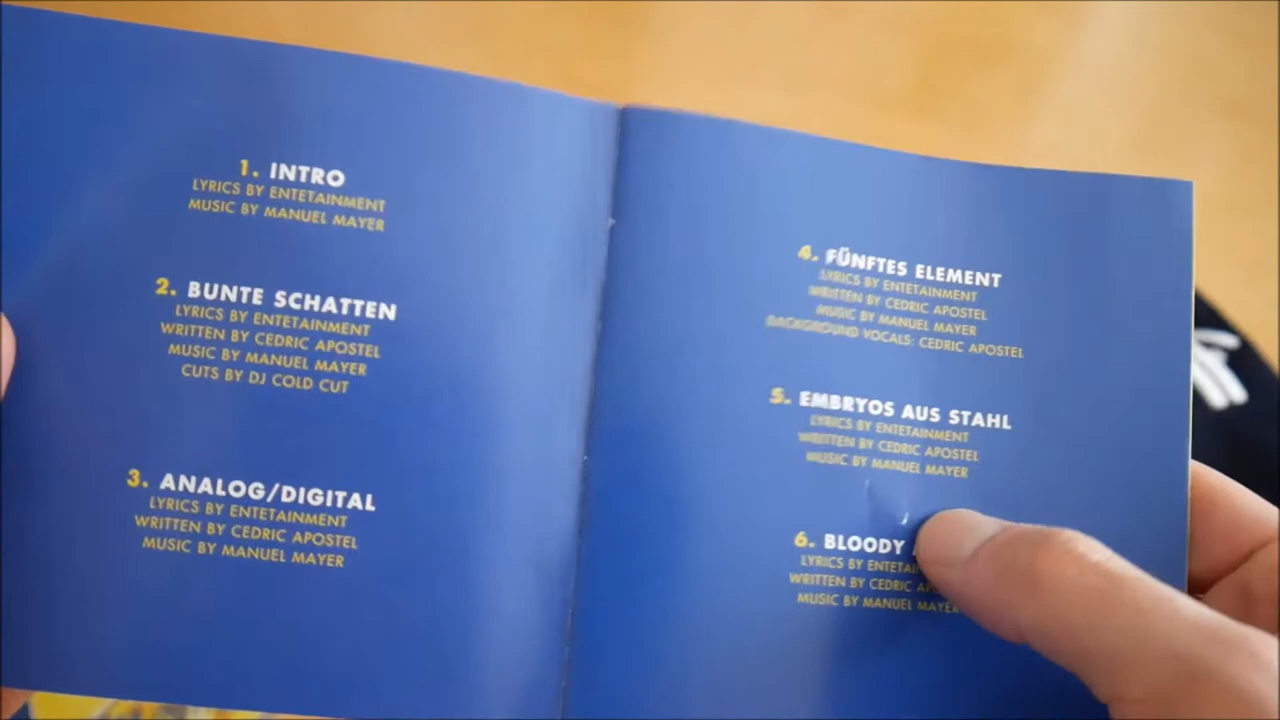 1. INTRO
LYRICS BY ENTETAINMENT
MUSIC BY MANUEL MAYER
2. BUNTE SCHATTEN
LYRICS BY ENTETAINMENT
WRITTEN BY CEDRIC APOSTEL
MUSIC BY MANUEL MAYER
CUTS BY DJ COLD CUT
3. ANALOG/DIGITAL
LYRICS BY ENTETAINMENT
WRITTEN BY CEDRIC APOSTEL
MUSIC BY MANUEL MAYER
4. FÜNFTES ELEMENT
LYRICS BY ENTETAINMENT
WRITTEN BY CEDRIC APOSTEL
MUSIC BY MANUEL MAYER
BACKGROUND VOCALS: CEDRIC APOSTEL
5. EMBRYOS AUS STAHL
LYRICS BY ENTETAINMENT
WRITTEN BY CEDRIC APOSTEL
MUSIC BY MANUEL MAYER
6. BLOODY
LYRICS BY
WRITTEN BY CEDRIC
MUSIC BY MANUEL MAYER